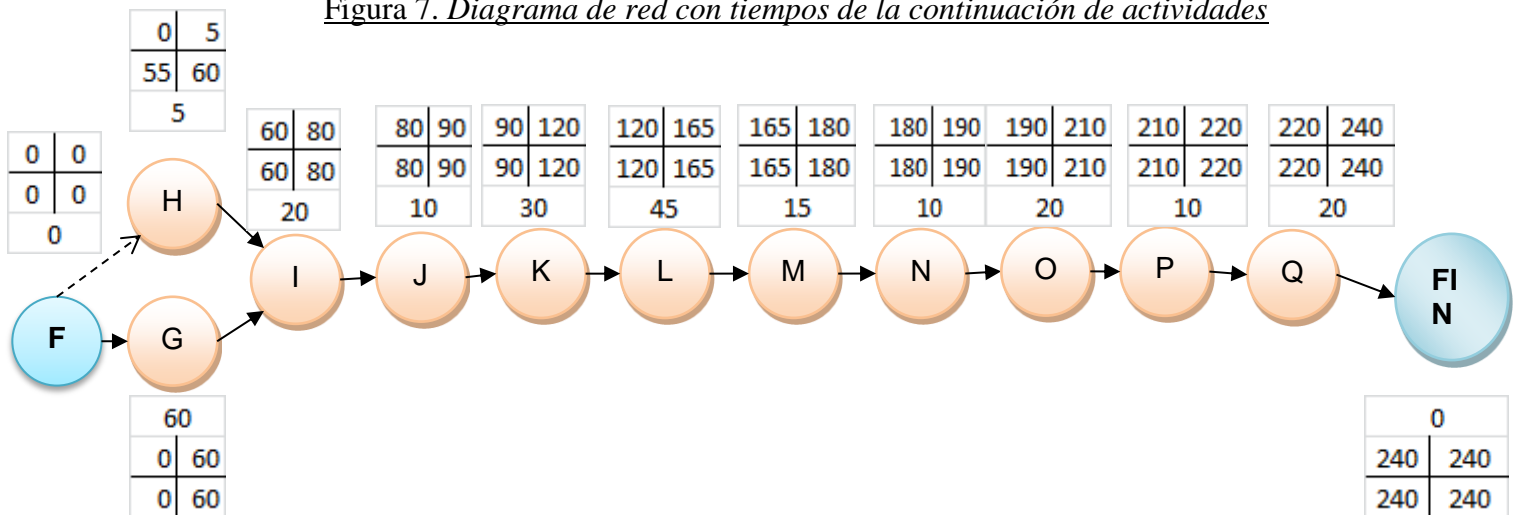 Figura 7. Diagrama de red con tiempos de la continuación de actividades
0 5
55 60
5
0 0
0 0
0
60 80
60 80
20
80 90
80 90
10
90 120
90 120
30
120 165
120 165
45
165 180
165 180
15
180 190
180 190
10
190 210
190 210
20
210 220
210 220
10
220 240
220 240
20
H
I
J
K
L
M
N
O
P
Q
FI
N
F
G
60
0 60
0 60
0
240 240
240 240